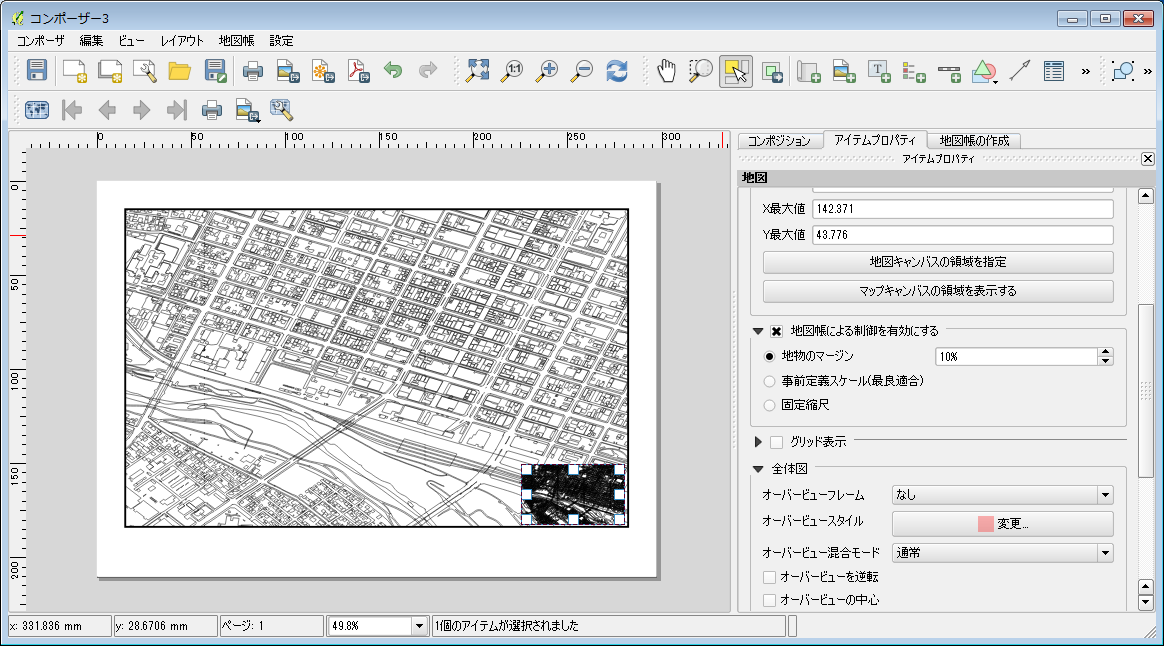 コンポーザー3
コンポーザ 編集 ビュー レイアウト 地図帳 設定
1:1
T
»
»
0 50 100 150 200 250 300
0
50
100
150
200
コンポジション アイテムプロパティ 地図帳の作成
アイテムプロパティ
地図
X最大値 142.371
Y最大値 43.776
地図キャンバスの領域を指定
マップキャンバスの領域を表示する
地図帳による制御を有効にする
地物のマージン 10%
事前定義スケール(最良適合)
固定縮尺
グリッド表示
全体図
オーバービューフレーム なし
オーバービュースタイル 変更...
オーバービュー混合モード 通常
オーバービューを逆転
オーバービューの中心
x: 331.836 mm y: 28.6706 mm ページ: 1 49.8% 1個のアイテムが選択されました